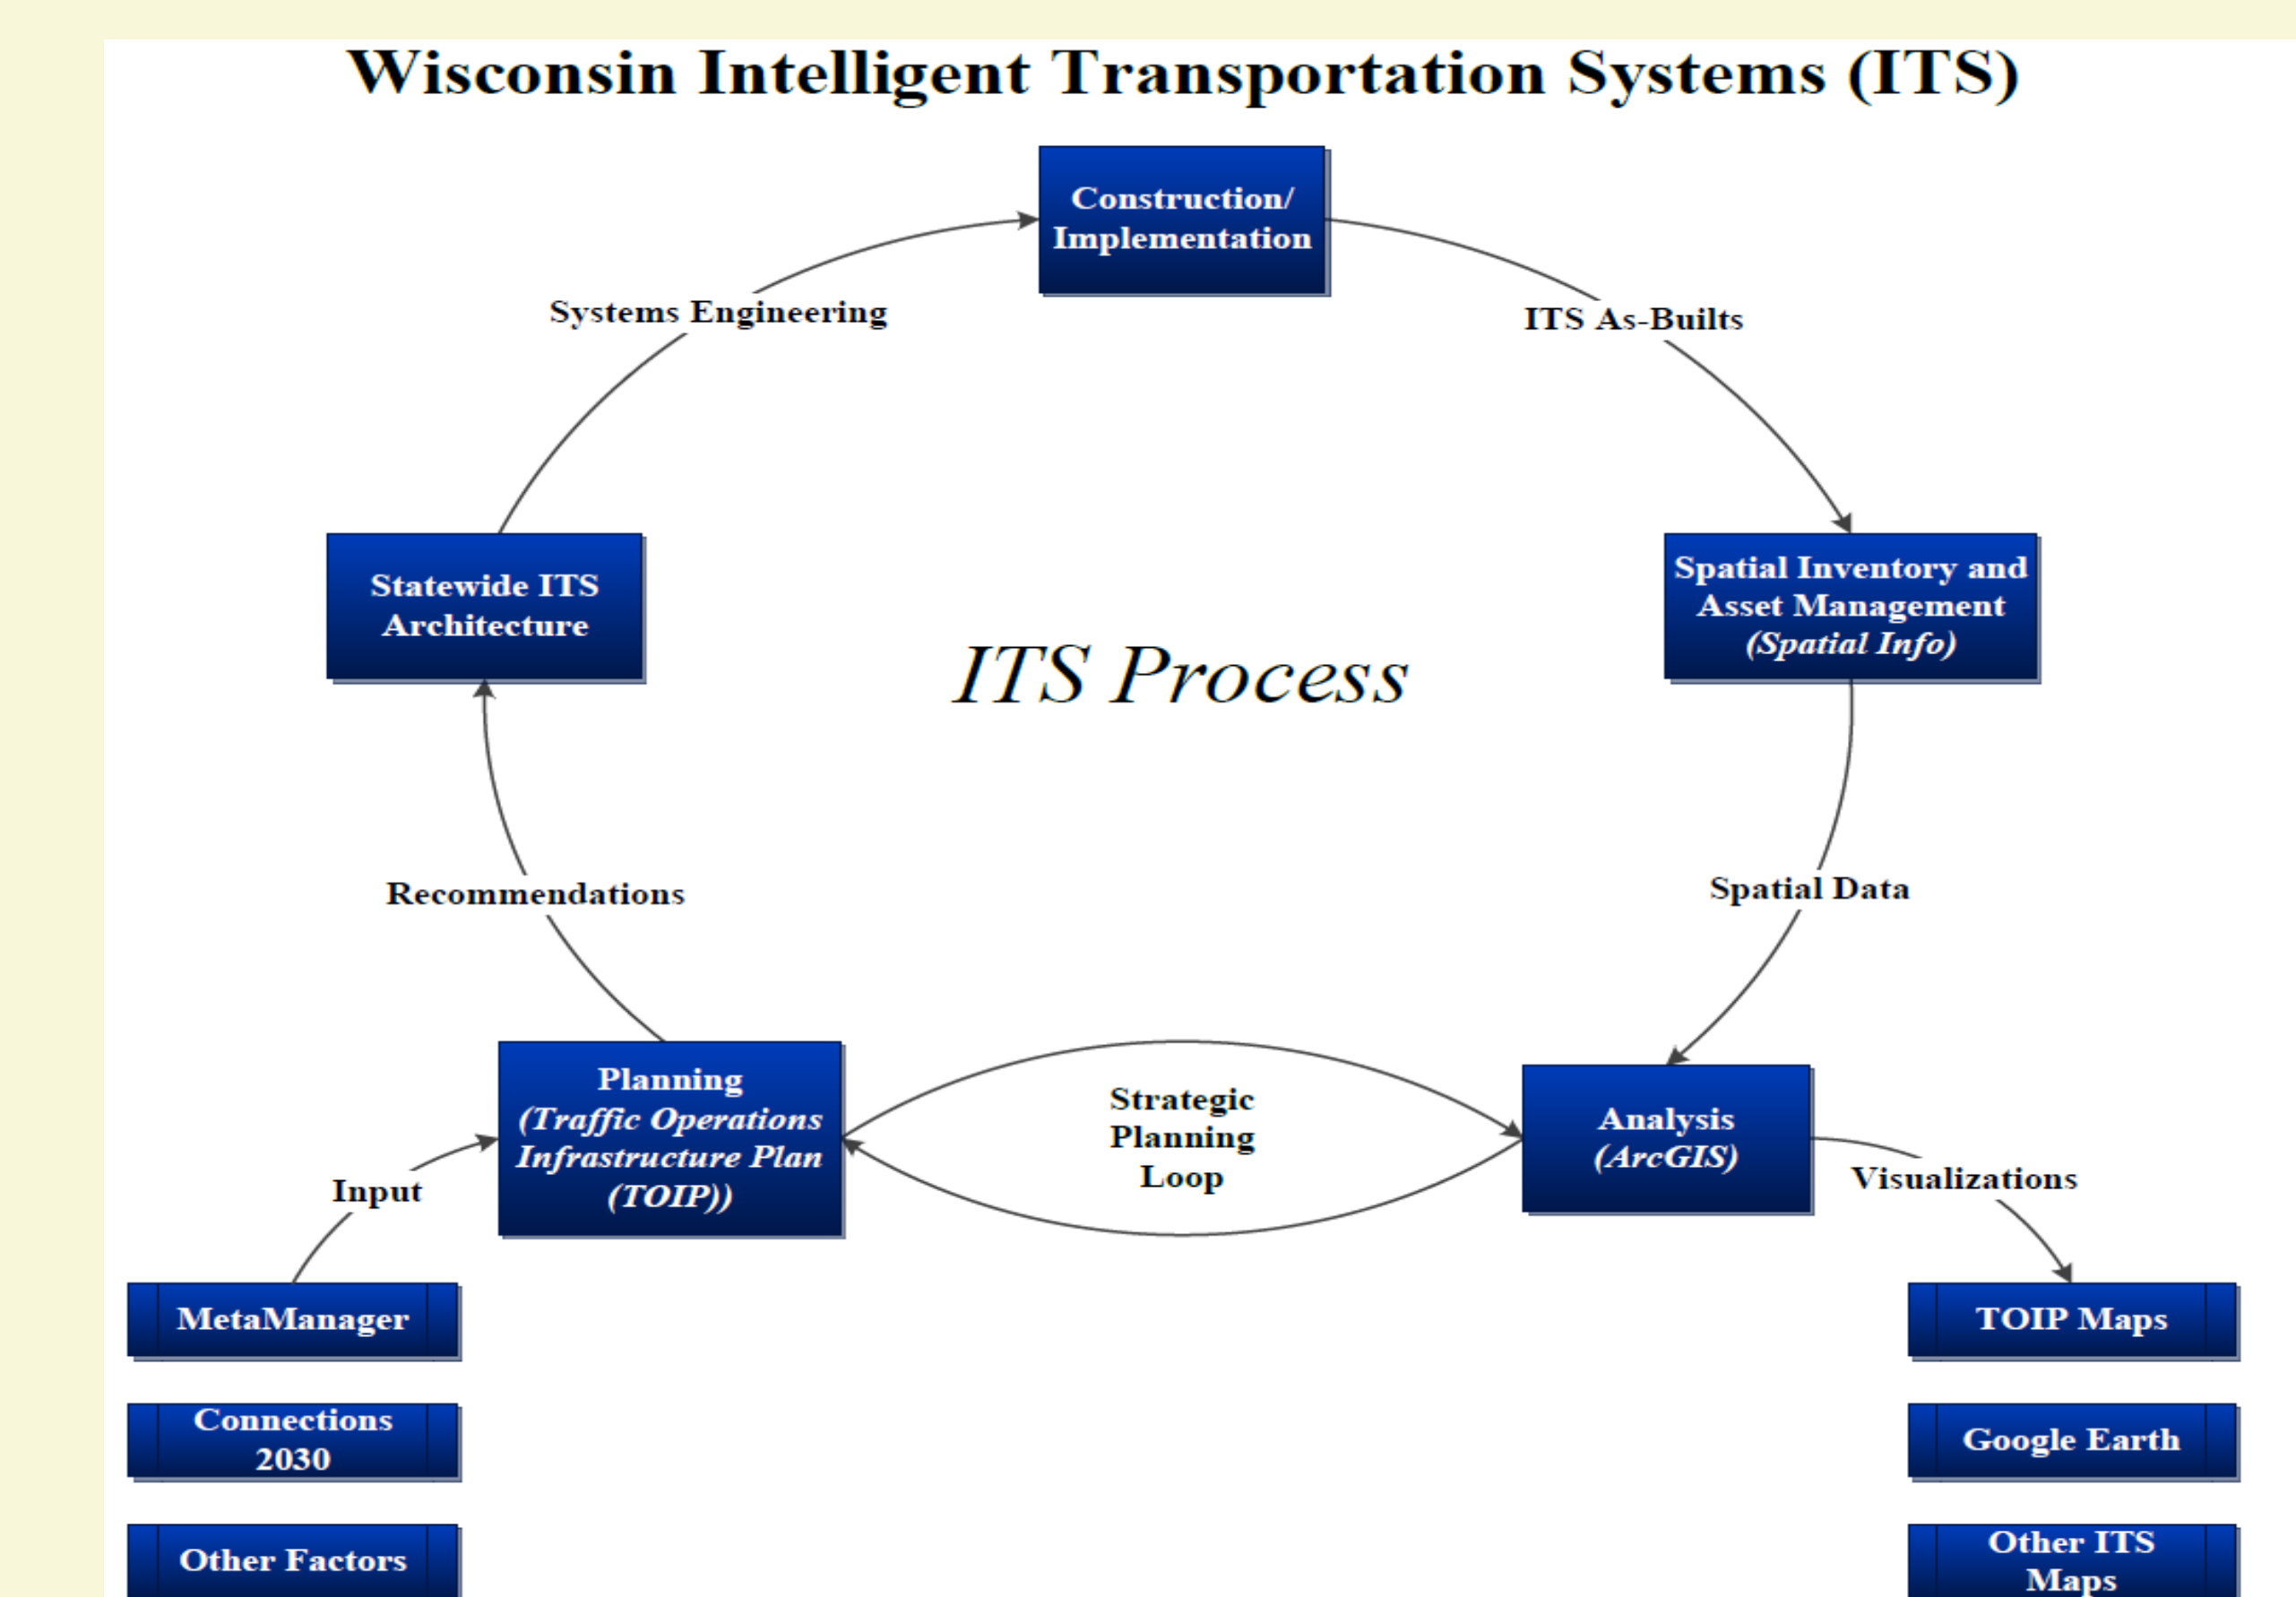 Wisconsin Intelligent Transportation Systems (ITS)
Construction/
Implementation
Systems Engineering
ITS As-Builts
Statewide ITS
Architecture
Spatial Inventory and
Asset Management
(Spatial Info)
ITS Process
Recommendations
Spatial Data
Planning
(Traffic Operations
Infrastructure Plan
(TOIP))
Strategic
Planning
Loop
Analysis
(ArcGIS)
Input
Visualizations
MetaManager
TOIP Maps
Connections
2030
Google Earth
Other Factors
Other ITS
Maps